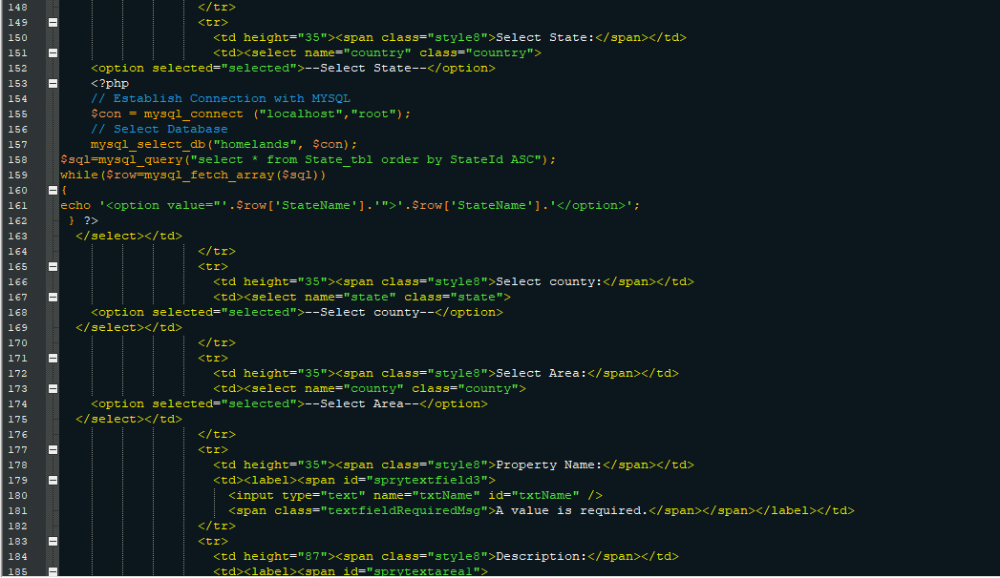 148 </tr>
149 <tr>
150 <td height="35"><span class="style8">Select State:</span></td>
151 <td><select name="country" class="country">
152 <option selected="selected">--Select State--</option>
153 <?php
154 // Establish Connection with MYSQL
155 $con = mysql_connect ("localhost","root");
156 // Select Database
157 mysql_select_db("homelands", $con);
158 $sql=mysql_query("select * from State_tbl order by StateId ASC");
159 while($row=mysql_fetch_array($sql))
160 {
161 echo '<option value="'.$row['StateName'].'">'.$row['StateName'].'</option>';
162 } ?>
163 </select></td>
164 </tr>
165 <tr>
166 <td height="35"><span class="style8">Select county:</span></td>
167 <td><select name="state" class="state">
168 <option selected="selected">--Select county--</option>
169 </select></td>
170 </tr>
171 <tr>
172 <td height="35"><span class="style8">Select Area:</span></td>
173 <td><select name="county" class="county">
174 <option selected="selected">--Select Area--</option>
175 </select></td>
176 </tr>
177 <tr>
178 <td height="35"><span class="style8">Property Name:</span></td>
179 <td><label><span id="sprytextfield3">
180 <input type="text" name="txtName" id="txtName" />
181 <span class="textfieldRequiredMsg">A value is required.</span></span></label></td>
182 </tr>
183 <tr>
184 <td height="87"><span class="style8">Description:</span></td>
185 <td><label><span id="sprytextarea1">